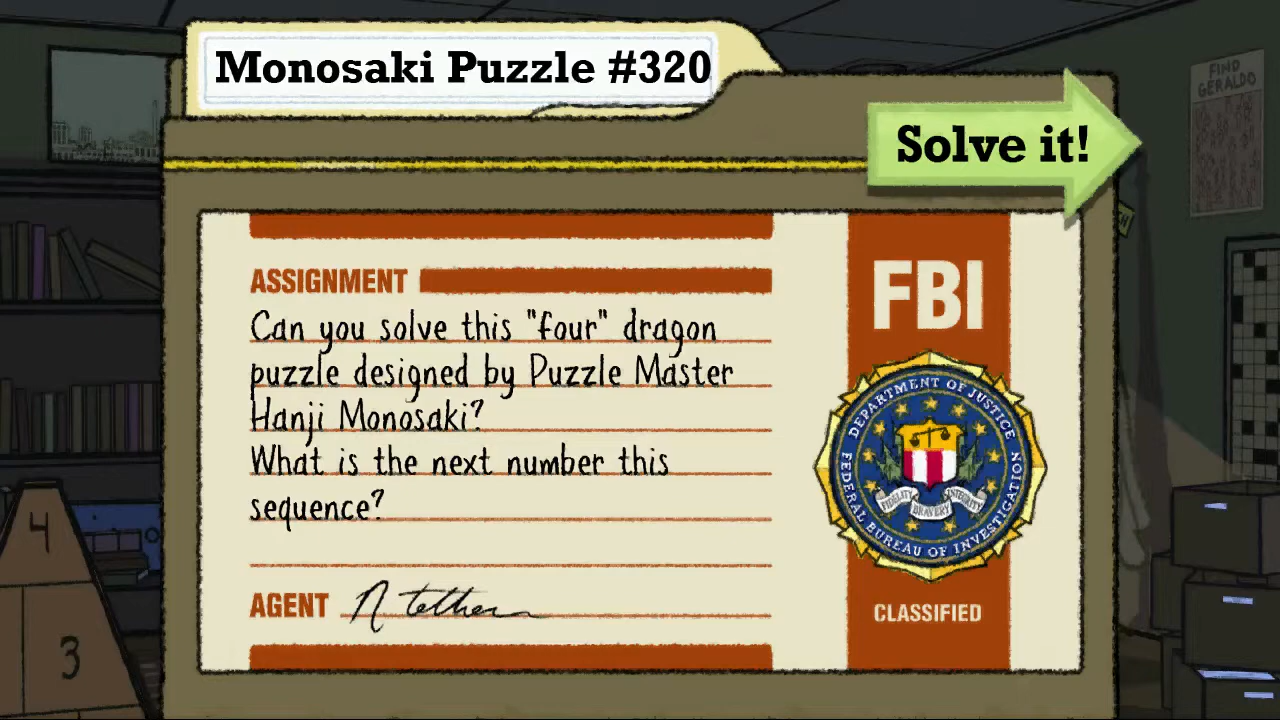 Monosaki Puzzle #320
Solve it!
FIND
GERALDO
ASSIGNMENT
Can you solve this "four" dragon
puzzle designed by Puzzle Master
Hanji Monosaki?
What is the next number this
sequence?
AGENT N tethers
FBI
DEPARTMENT OF JUSTICE
FIDELITY BRAVERY INTEGRITY
FEDERAL BUREAU OF INVESTIGATION
CLASSIFIED
4
3